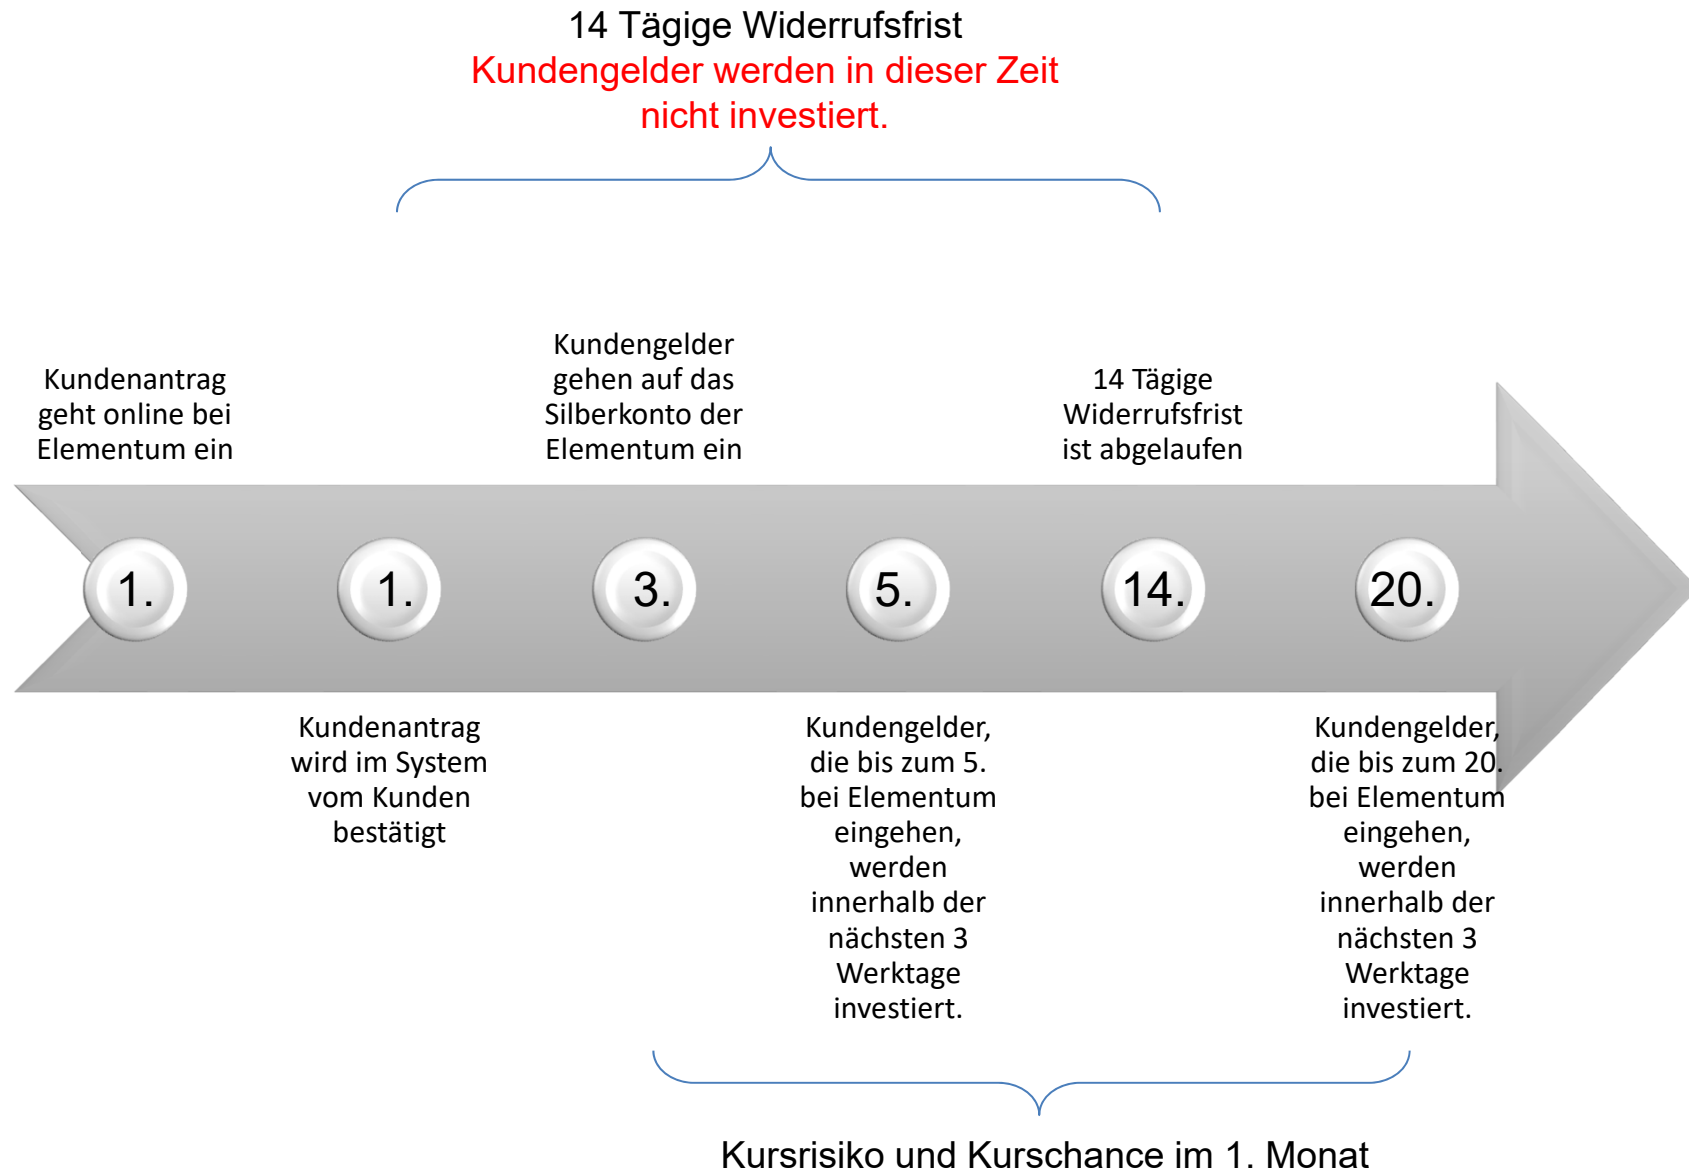 14 Tägige Widerrufsfrist
Kundengelder werden in dieser Zeit
nicht investiert.
Kundenantrag
geht online bei
Elementum ein
Kundengelder
gehen auf das
Silberkonto der
Elementum ein
14 Tägige
Widerrufsfrist
ist abgelaufen
1.
1.
3.
5.
14.
20.
Kundenantrag
wird im System
vom Kunden
bestätigt
Kundengelder,
die bis zum 5.
bei Elementum
eingehen,
werden
innerhalb der
nächsten 3
Werktage
investiert.
Kundengelder,
die bis zum 20.
bei Elementum
eingehen,
werden
innerhalb der
nächsten 3
Werktage
investiert.
Kursrisiko und Kurschance im 1. Monat